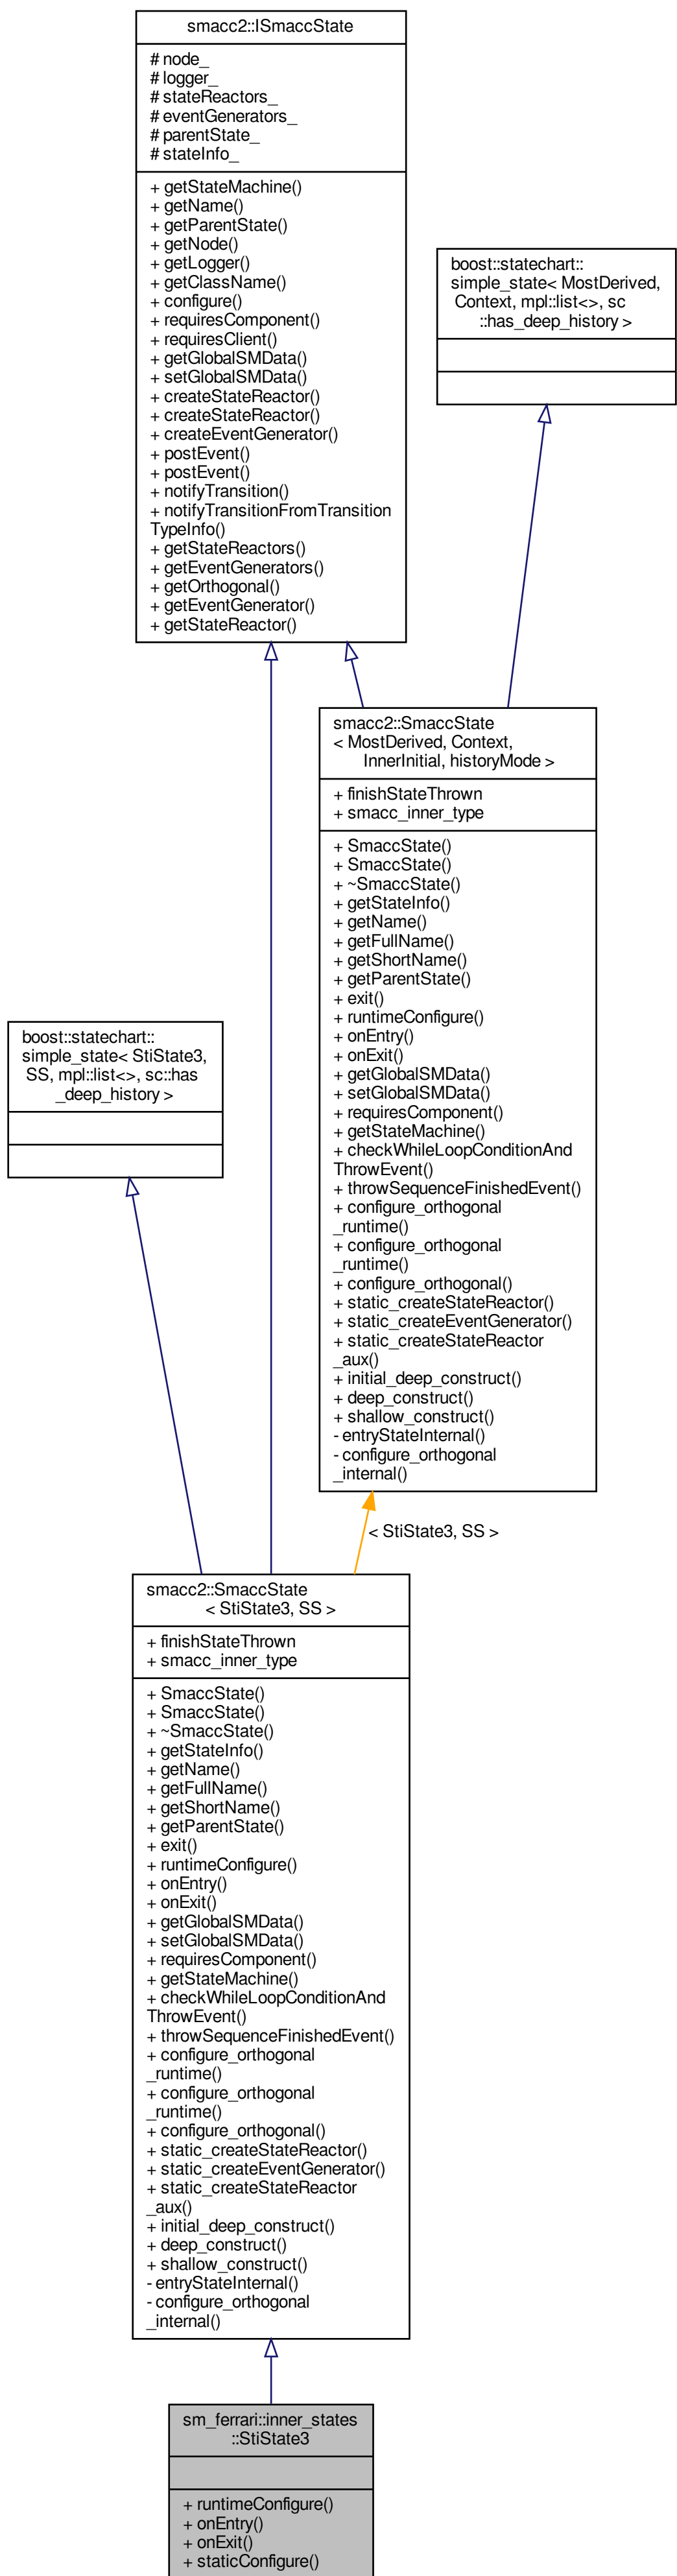 smacc2::ISmaccState
# node_
# logger_
# stateReactors_
# eventGenerators_
# parentState_
# stateInfo_
+ getStateMachine()
+ getName()
+ getParentState()
+ getNode()
+ getLogger()
+ getClassName()
+ configure()
+ requiresComponent()
+ requiresClient()
+ getGlobalSMData()
+ setGlobalSMData()
+ createStateReactor()
+ createStateReactor()
+ createEventGenerator()
+ postEvent()
+ postEvent()
+ notifyTransition()
+ notifyTransitionFromTransition
TypeInfo()
+ getStateReactors()
+ getEventGenerators()
+ getOrthogonal()
+ getEventGenerator()
+ getStateReactor()
boost::statechart::
simple_state< MostDerived,
Context, mpl::list<>, sc
::has_deep_history >
smacc2::SmaccState
< MostDerived, Context,
InnerInitial, historyMode >
+ finishStateThrown
+ smacc_inner_type
+ SmaccState()
+ SmaccState()
+ ~SmaccState()
+ getStateInfo()
+ getName()
+ getFullName()
+ getShortName()
+ getParentState()
+ exit()
+ runtimeConfigure()
+ onEntry()
+ onExit()
+ getGlobalSMData()
+ setGlobalSMData()
+ requiresComponent()
+ getStateMachine()
+ checkWhileLoopConditionAnd
ThrowEvent()
+ throwSequenceFinishedEvent()
+ configure_orthogonal
_runtime()
+ configure_orthogonal
_runtime()
+ configure_orthogonal()
+ static_createStateReactor()
+ static_createEventGenerator()
+ static_createStateReactor
_aux()
+ initial_deep_construct()
+ deep_construct()
+ shallow_construct()
- entryStateInternal()
- configure_orthogonal
_internal()
boost::statechart::
simple_state< StiState3,
SS, mpl::list<>, sc::has
_deep_history >
< StiState3, SS >
smacc2::SmaccState
< StiState3, SS >
+ finishStateThrown
+ smacc_inner_type
+ SmaccState()
+ SmaccState()
+ ~SmaccState()
+ getStateInfo()
+ getName()
+ getFullName()
+ getShortName()
+ getParentState()
+ exit()
+ runtimeConfigure()
+ onEntry()
+ onExit()
+ getGlobalSMData()
+ setGlobalSMData()
+ requiresComponent()
+ getStateMachine()
+ checkWhileLoopConditionAnd
ThrowEvent()
+ throwSequenceFinishedEvent()
+ configure_orthogonal
_runtime()
+ configure_orthogonal
_runtime()
+ configure_orthogonal()
+ static_createStateReactor()
+ static_createEventGenerator()
+ static_createStateReactor
_aux()
+ initial_deep_construct()
+ deep_construct()
+ shallow_construct()
- entryStateInternal()
- configure_orthogonal
_internal()
sm_ferrari::inner_states
::StiState3
+ runtimeConfigure()
+ onEntry()
+ onExit()
+ staticConfigure()